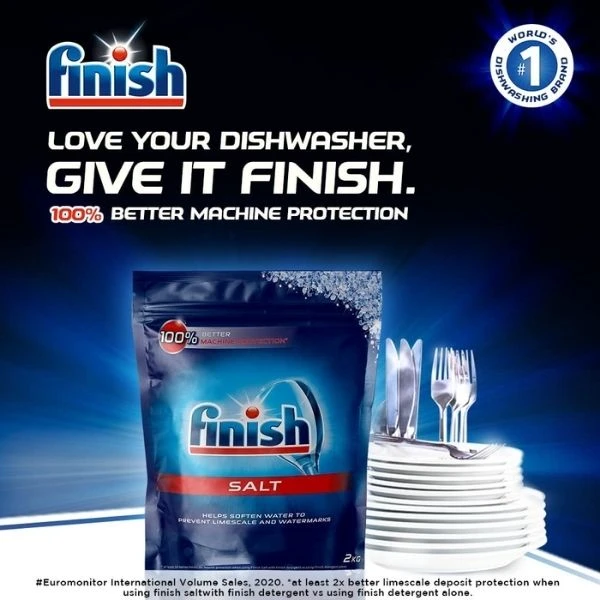 finish
WORLD'S
#1
DISHWASHING BRAND
LOVE YOUR DISHWASHER,
GIVE IT FINISH.
100% BETTER MACHINE PROTECTION
100% BETTER
MACHINE PROTECTION*
finish
SALT
HELPS SOFTEN WATER TO
PREVENT LIMESCALE AND WATERMARKS
2KG
#Euromonitor International Volume Sales, 2020. *at least 2x better limescale deposit protection when
using finish saltwith finish detergent vs using finish detergent alone.